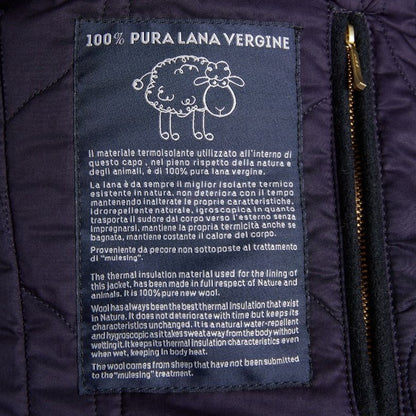 100% PURA LANA VERGINE
Il materiale termoisolante utilizzato all'interno di
questo capo, nel pieno rispetto della natura e
degli animali, è di 100% pura lana vergine.
La lana è da sempre il miglior isolante termico
esistente in natura, non deteriora con il tempo
mantenendo inalterate le proprie caratteristiche.
Idrorepellente naturale, igroscopica in quanto
trasporta il sudore dal corpo verso l'esterno senza
impregnarsi, mantiene la propria termicità anche se
bagnata, mantiene costante il calore del corpo.
Proveniente da pecore non sottoposte al trattamento
di "mulesing".
The thermal insulation material used for the lining of
this jacket, has been made in full respect of Nature and
animals. It is 100% pure new wool.
Wool has always been the best thermal insulation that exist
in Nature. It does not deteriorate with time but keeps its
characteristics unchanged. It is a natural water-repellent
and hygroscopic as it takes sweat away from the body without
wetting it. It keeps its thermal insulation characteristics even
when wet, keeping in body heat.
The wool comes from sheep that have not been submitted
to the "mulesing" treatment.